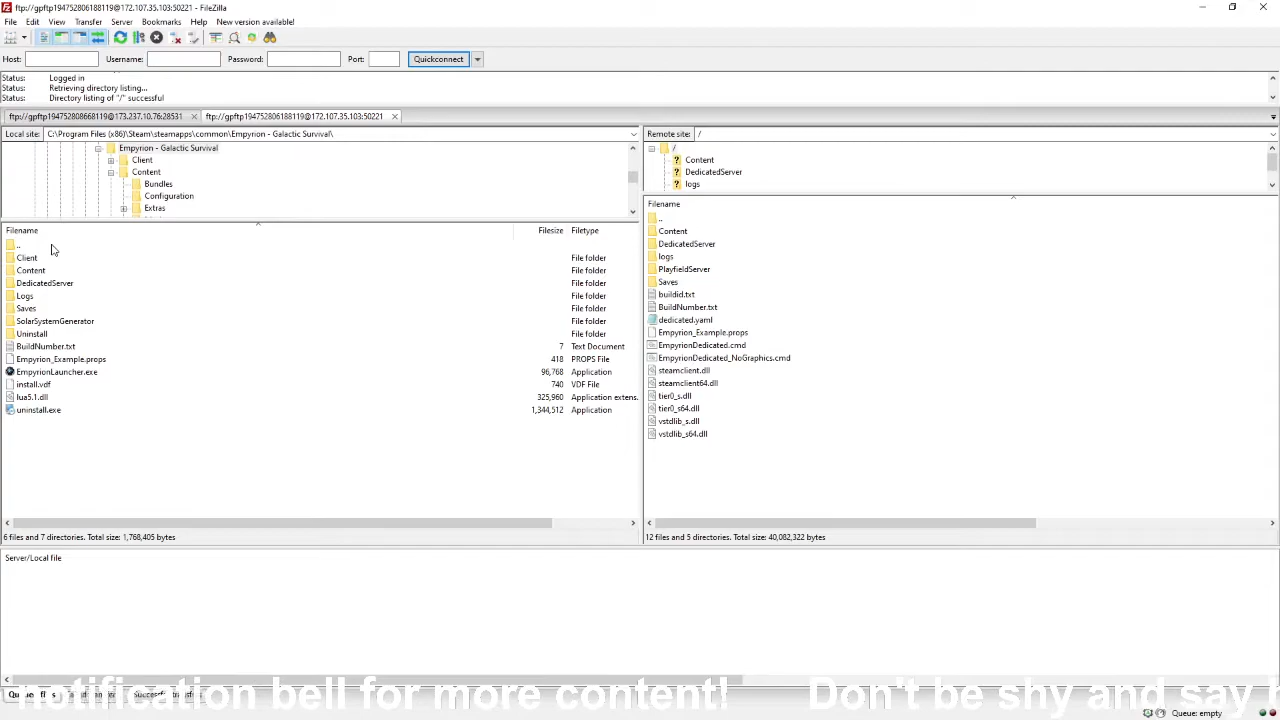 ftp://gpftp194752806188119@172.107.35.103:50221 - FileZilla
File Edit View Transfer Server Bookmarks Help New version available!
Host: Username: Password: Port: Quickconnect
Status: Logged in
Status: Retrieving directory listing...
Status: Directory listing of "/" successful
ftp://gpftp194752808668119@173.237.10.76:28531 ftp://gpftp194752806188119@172.107.35.103:50221
Local site: C:\Program Files (x86)\Steam\steamapps\common\Empyrion - Galactic Survival\
Empyrion - Galactic Survival
Client
Content
Bundles
Configuration
Extras
Filename Filesize Filetype
..
Client File folder
Content File folder
DedicatedServer File folder
Logs File folder
Saves File folder
SolarSystemGenerator File folder
Uninstall File folder
BuildNumber.txt 7 Text Document
Empyrion_Example.props 418 PROPS File
EmpyrionLauncher.exe 96,768 Application
install.vdf 740 VDF File
lua5.1.dll 325,960 Application extens.
uninstall.exe 1,344,512 Application
6 files and 7 directories. Total size: 1,768,405 bytes
Remote site: /
/
Content
DedicatedServer
logs
Filename
..
Content
DedicatedServer
logs
PlayfieldServer
Saves
buildid.txt
BuildNumber.txt
dedicated.yaml
Empyrion_Example.props
EmpyrionDedicated.cmd
EmpyrionDedicated_NoGraphics.cmd
steamclient.dll
steamclient64.dll
tier0_s.dll
tier0_s64.dll
vstdlib_s.dll
vstdlib_s64.dll
12 files and 5 directories. Total size: 40,082,322 bytes
Server/Local file
notification bell for more content! Don't be shy and say
Queue: empty